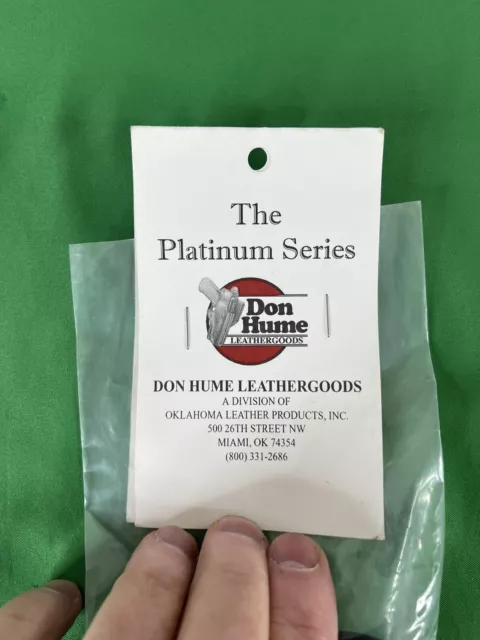 The
Platinum Series
Don
Hume
LEATHERGOODS
DON HUME LEATHERGOODS
A DIVISION OF
OKLAHOMA LEATHER PRODUCTS, INC.
500 26TH STREET NW
MIAMI, OK 74354
(800) 331-2686